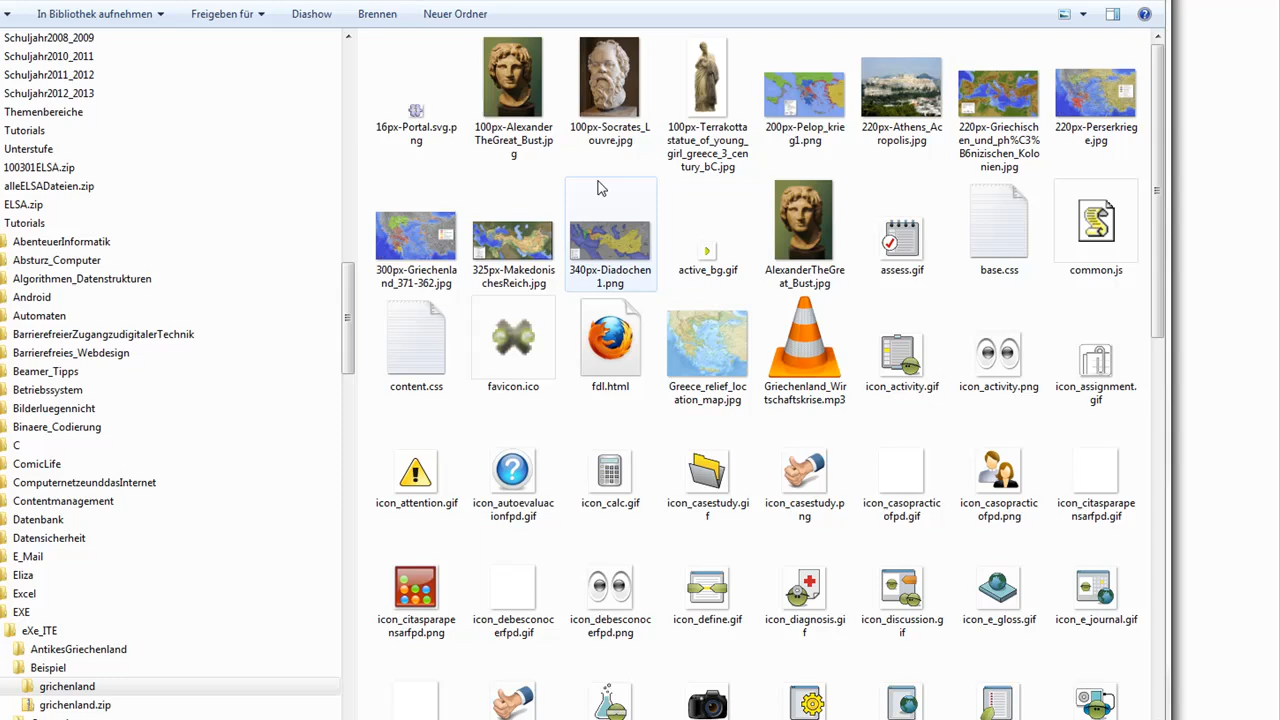 In Bibliothek aufnehmen
Freigeben für
Diashow
Brennen
Neuer Ordner
Schuljahr2008_2009
Schuljahr2010_2011
Schuljahr2011_2012
Schuljahr2012_2013
Themenbereiche
Tutorials
Unterstufe
100301ELSA.zip
alleELSADateien.zip
ELSA.zip
Tutorials
AbenteuerInformatik
Absturz_Computer
Algorithmen_Datenstrukturen
Android
Automaten
BarrierefreierZugangzudigitalerTechnik
Barrierefreies_Webdesign
Beamer_Tipps
Betriebssystem
Bilderluegennicht
Binaere_Codierung
C
ComicLife
ComputernetzeunddasInternet
Contentmanagement
Datenbank
Datensicherheit
E_Mail
Eliza
Excel
EXE
eXe_ITE
AntikesGriechenland
Beispiel
grichenland
grichenland.zip
16px-Portal.svg.p
ng
100px-Alexander
TheGreat_Bust.jp
g
100px-Socrates_L
ouvre.jpg
100px-Terrakotta
statue_of_young_
girl_greece_3_cen
tury_bC.jpg
200px-Pelop_krie
g1.png
220px-Athens_Ac
ropolis.jpg
220px-Griechisch
en_und_ph%C3%
B6nizischen_Kolo
nien.jpg
220px-Perserkrieg
e.jpg
300px-Griechenla
nd_371-362.jpg
325px-Makedonis
chesReich.jpg
340px-Diadochen
1.png
active_bg.gif
AlexanderTheGre
at_Bust.jpg
assess.gif
base.css
common.js
content.css
favicon.ico
fdl.html
Greece_relief_loc
ation_map.jpg
Griechenland_Wir
tschaftskrise.mp3
icon_activity.gif
icon_activity.png
icon_assignment.
gif
icon_attention.gif
icon_autoevaluac
ionfpd.gif
icon_calc.gif
icon_casestudy.gi
f
icon_casestudy.p
ng
icon_casopractic
ofpd.gif
icon_casopractic
ofpd.png
icon_citasparape
nsarfpd.gif
icon_citasparape
nsarfpd.png
icon_debesconoc
erfpd.gif
icon_debesconoc
erfpd.png
icon_define.gif
icon_diagnosis.gi
f
icon_discussion.g
if
icon_e_gloss.gif
icon_e_journal.gif